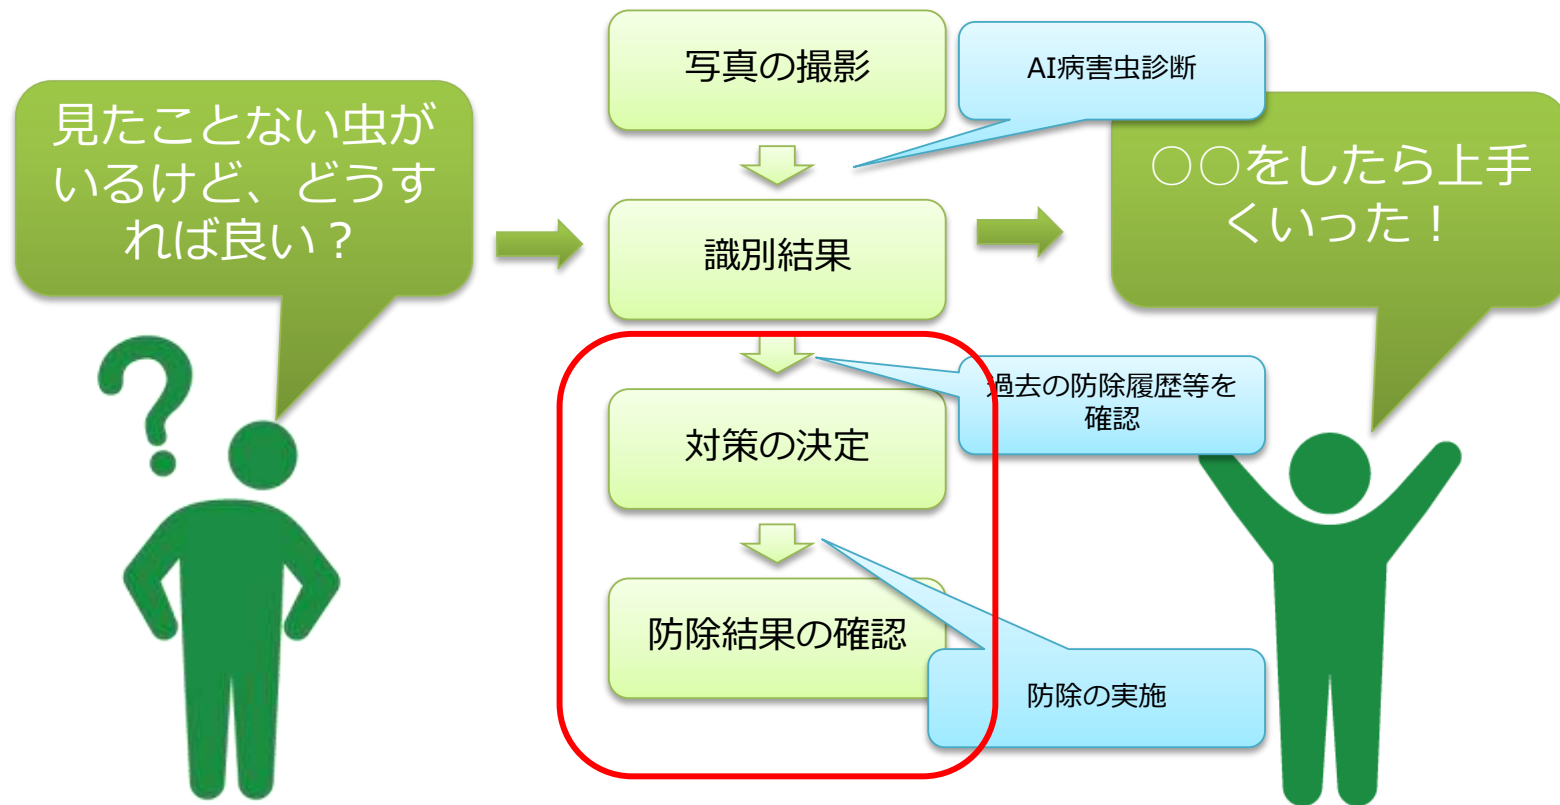 見たことない虫が
いるけど、どうす
れば良い？
写真の撮影
AI病害虫診断
識別結果
過去の防除履歴等を
確認
対策の決定
防除の実施
防除結果の確認
○○をしたら上手
くいった！